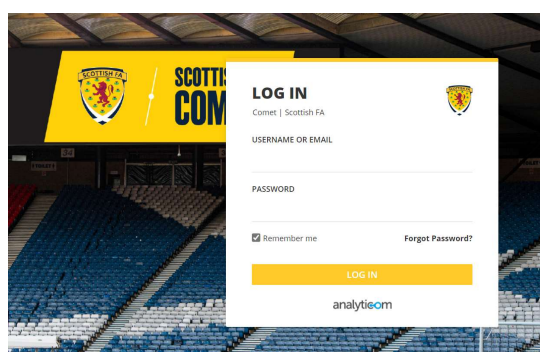 SCOTTISH FA
SCOTTIS
COM
LOG IN
Comet | Scottish FA
USERNAME OR EMAIL
PASSWORD
Remember me
Forgot Password?
LOG IN
analyticom